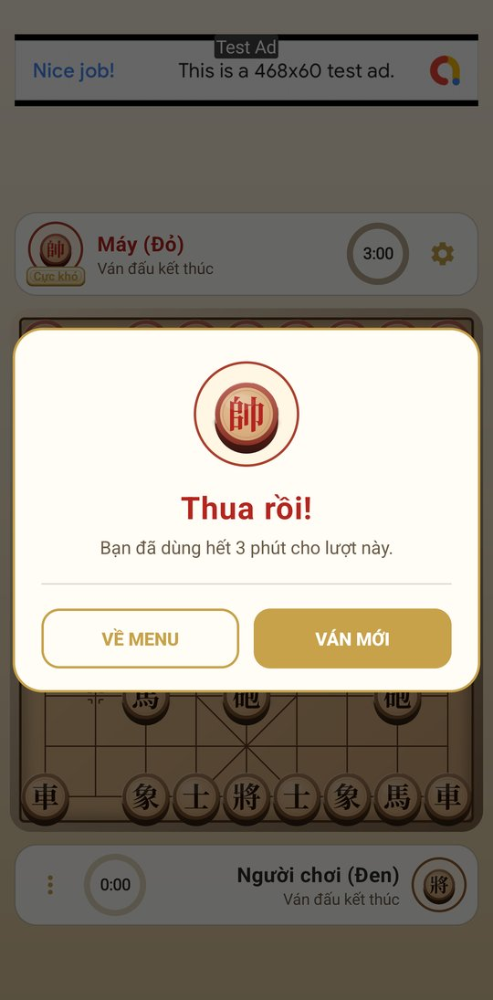 Test Ad
Nice job!
This is a 468x60 test ad.
帥
Máy (Đỏ)
Cực khó
Ván đấu kết thúc
3:00
帥
Thua rồi!
Bạn đã dùng hết 3 phút cho lượt này.
VỀ MENU
VÁN MỚI
馬 砲 砲
車 象 士 將 士 象 馬 車
0:00
Người chơi (Đen)
Ván đấu kết thúc
將